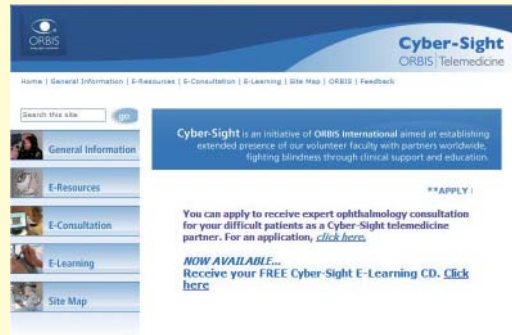 ORBIS
Cyber-Sight
ORBIS | Telemedicine
Home | General Information | E-Resources | E-Consultation | E-Learning | Site Map | ORBIS | Feedback
Search this site go
Cyber-Sight is an initiative of ORBIS International aimed at establishing
extended presence of our volunteer faculty with partners worldwide,
fighting blindness through clinical support and education.
General Information
E-Resources
**APPLY
E-Consultation
You can apply to receive expert ophthalmology consultation
for your difficult patients as a Cyber-Sight telemedicine
partner. For an application, click here.
E-Learning
NOW AVAILABLE...
Receive your FREE Cyber-Sight E-Learning CD. Click
here
Site Map